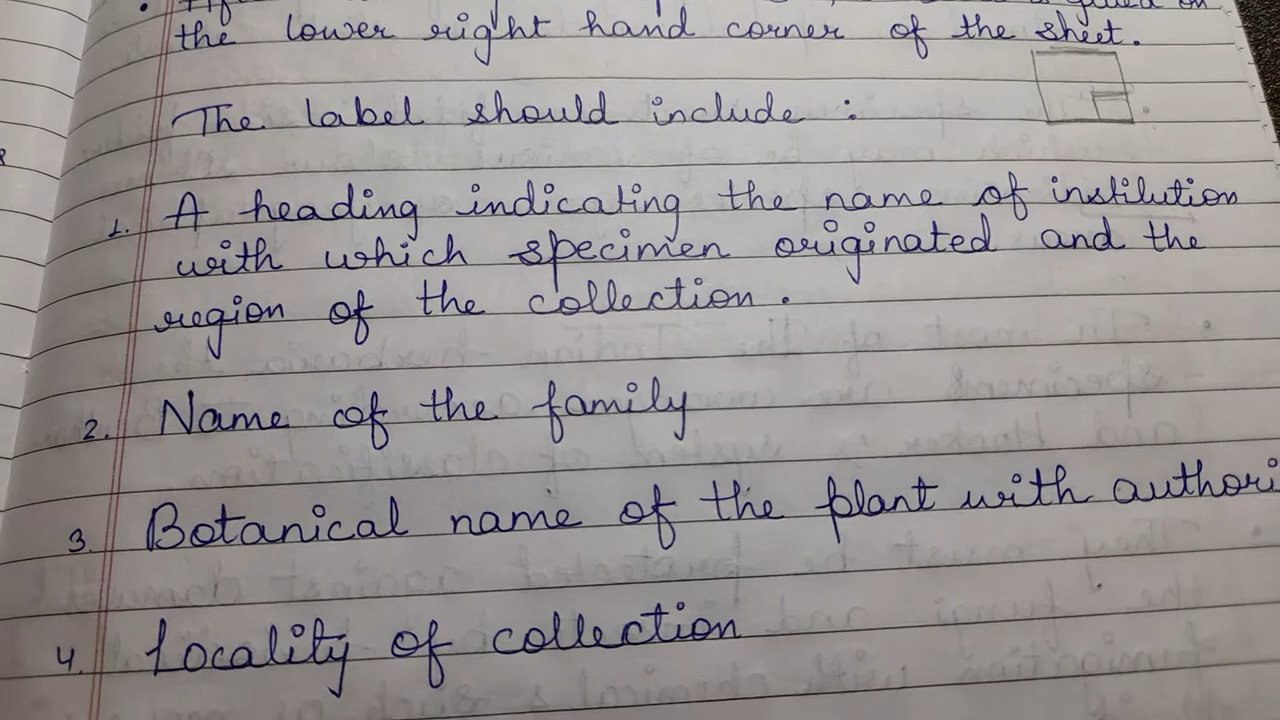 the lower right hand corner of the sheet.
The label should include :
1. A heading indicating the name of institution
with which specimen originated and the
region of the collection.
2. Name of the family
3. Botanical name of the plant with authori
4. Locality of collection